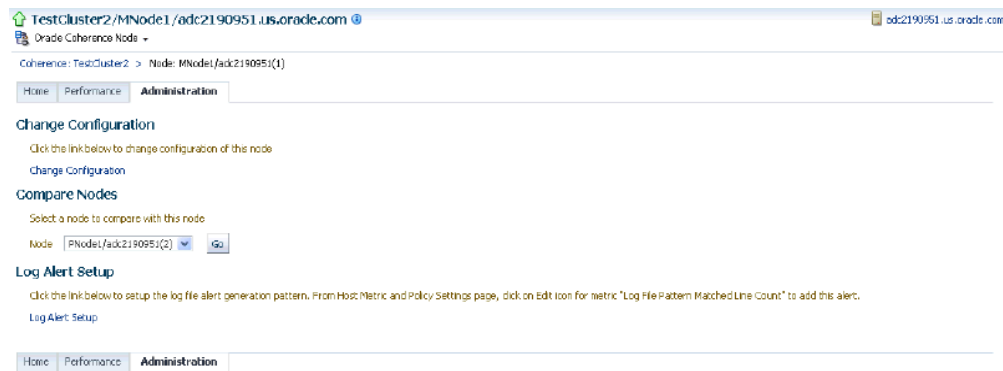 TestCluster2/MNode1/adc2190951.us.oracle.com
adc2190951.us.oracle.com
Oracle Coherence Node
Coherence: TestCluster2 > Node: MNode1/adc2190951(1)
Home Performance Administration
Change Configuration
Click the link below to change configuration of this node
Change Configuration
Compare Nodes
Select a node to compare with this node
Node PNode1/adc2190951(2) Go
Log Alert Setup
Click the link below to setup the log file alert generation pattern. From Host Metric and Policy Settings page, click on Edit icon for metric "Log File Pattern Matched Line Count" to add this alert.
Log Alert Setup
Home Performance Administration